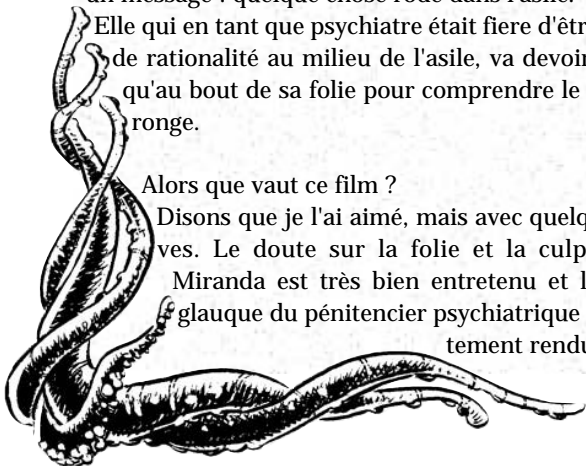 un message : quelque chose rôde dans l'asile.
Elle qui en tant que psychiatre était fiere d'êtr
de rationalité au milieu de l'asile, va devoir
qu'au bout de sa folie pour comprendre le
ronge.
Alors que vaut ce film ?
Disons que je l'ai aimé, mais avec quelq
ves. Le doute sur la folie et la culp
Miranda est très bien entretenu et l
glauque du pénitencier psychiatrique
tement rendu